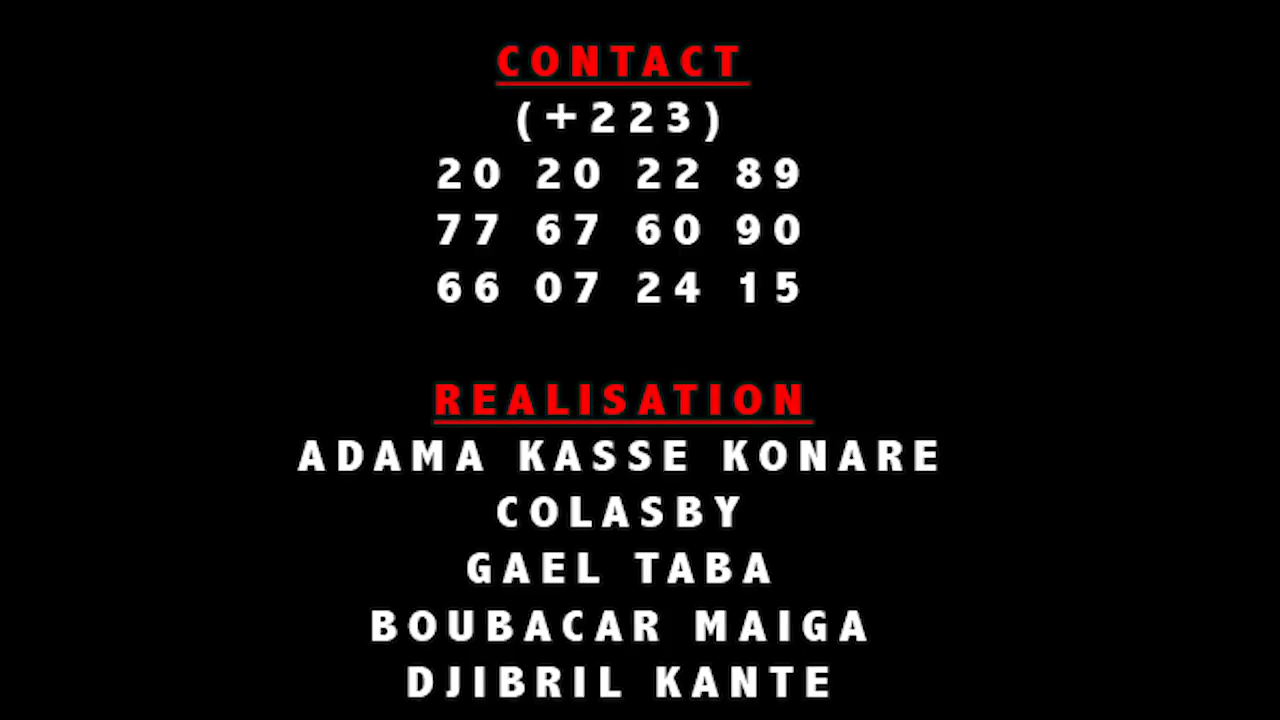 CONTACT
(+223)
20 20 22 89
77 67 60 90
66 07 24 15
REALISATION
ADAMA KASSE KONARE
COLASBY
GAEL TABA
BOUBACAR MAIGA
DJIBRIL KANTE